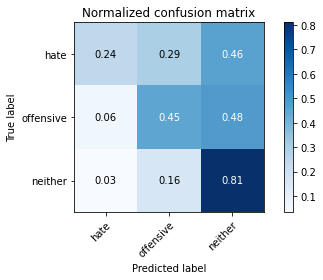 Normalized confusion matrix
True label
hate 0.24 0.29 0.46
offensive 0.06 0.45 0.48
neither 0.03 0.16 0.81
hate offensive neither
Predicted label
0.8
0.7
0.6
0.5
0.4
0.3
0.2
0.1